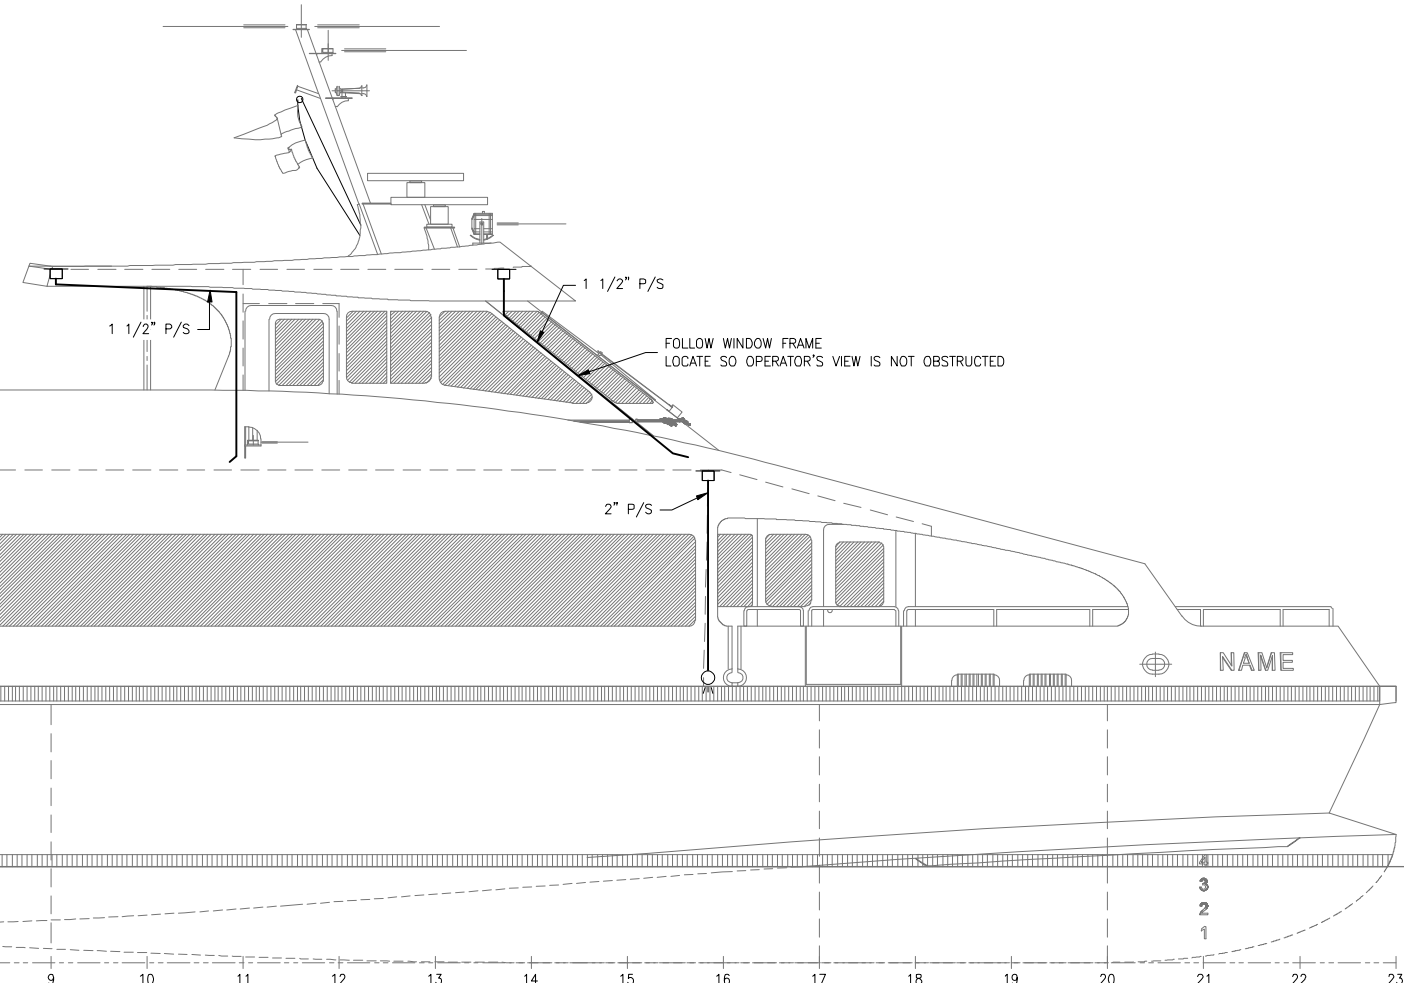 1 1/2" P/S
1 1/2" P/S
FOLLOW WINDOW FRAME
LOCATE SO OPERATOR'S VIEW IS NOT OBSTRUCTED
2" P/S
NAME
4
3
2
1
9 10 11 12 13 14 15 16 17 18 19 20 21 22 23